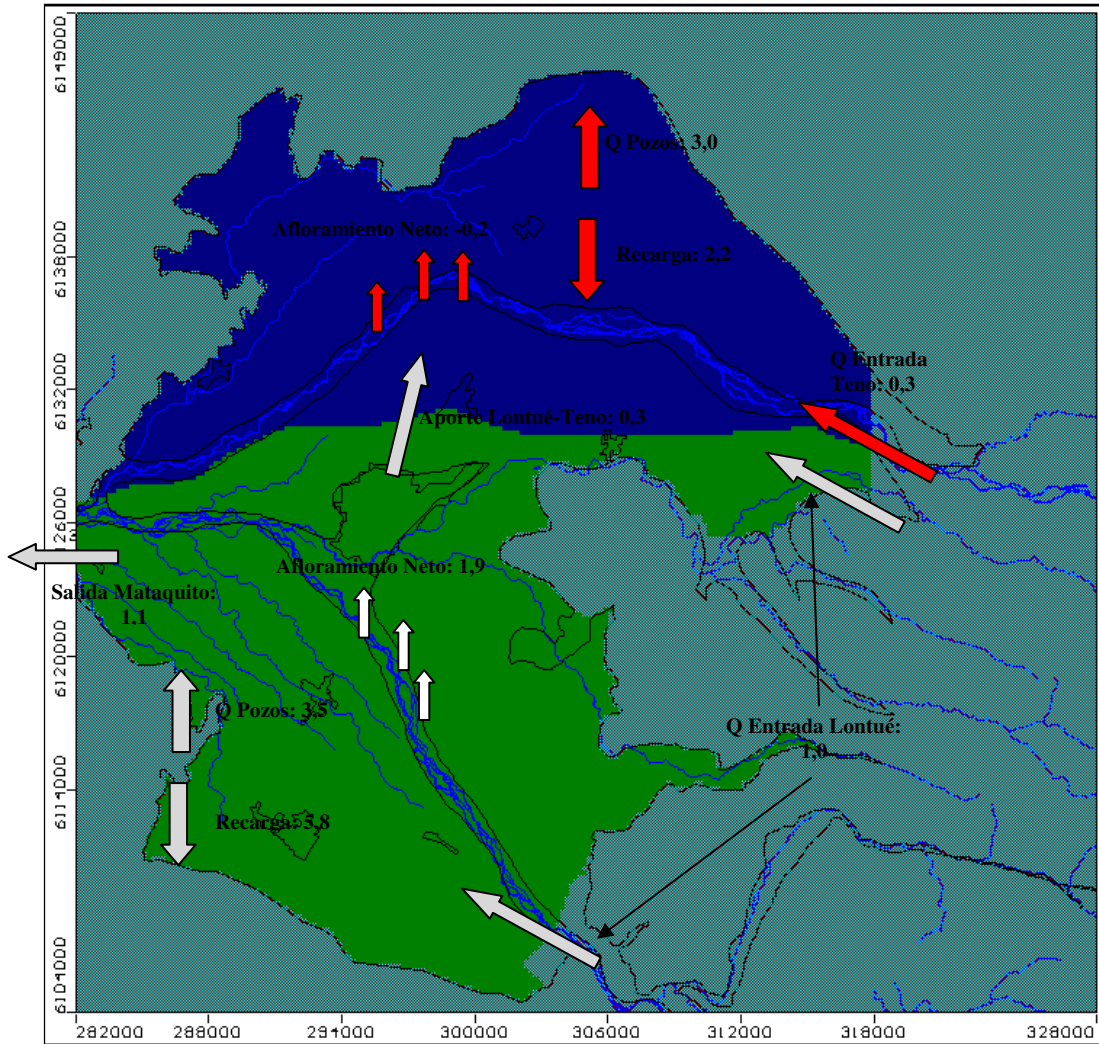 6149000
Q Pozos: 3,0
Afloramiento Neto: -0,2
6138000
Recarga: 2,2
Q Entrada
Teno: 0,3
6132000
Aporte Lontué-Teno: 0,3
6126000
Afloramiento Neto: 1,9
Salida Mataquito:
1,1
6120000
Q Pozos: 3,5
Q Entrada Lontué:
1,0
6114000
Recarga: 5,8
6104000
282000 288000 294000 300000 306000 312000 318000 328000